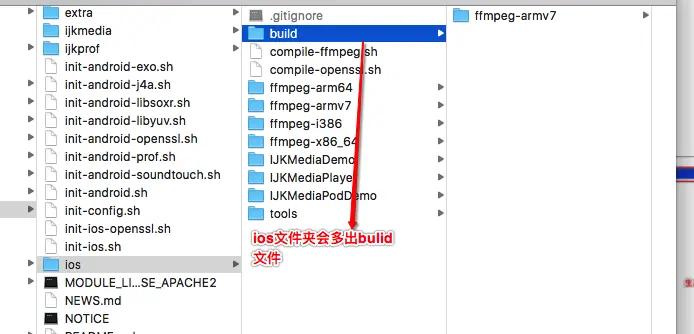 extra
ijkmedia
ijkprof
init-android-exo.sh
init-android-j4a.sh
init-android-libsoxr.sh
init-android-libyuv.sh
init-android-openssl.sh
init-android-prof.sh
init-android-soundtouch.sh
init-android.sh
init-config.sh
init-ios-openssl.sh
init-ios.sh
ios
MODULE_LI...SE_APACHE2
NEWS.md
NOTICE
.gitignore
build
compile-ffmpeg.sh
compile-openssl.sh
ffmpeg-arm64
ffmpeg-armv7
ffmpeg-i386
ffmpeg-x86_64
IJKMediaDemo
IJKMediaPlayer
IJKMediaPodDemo
tools
ios文件夹会多出bulid
文件
ffmpeg-armv7